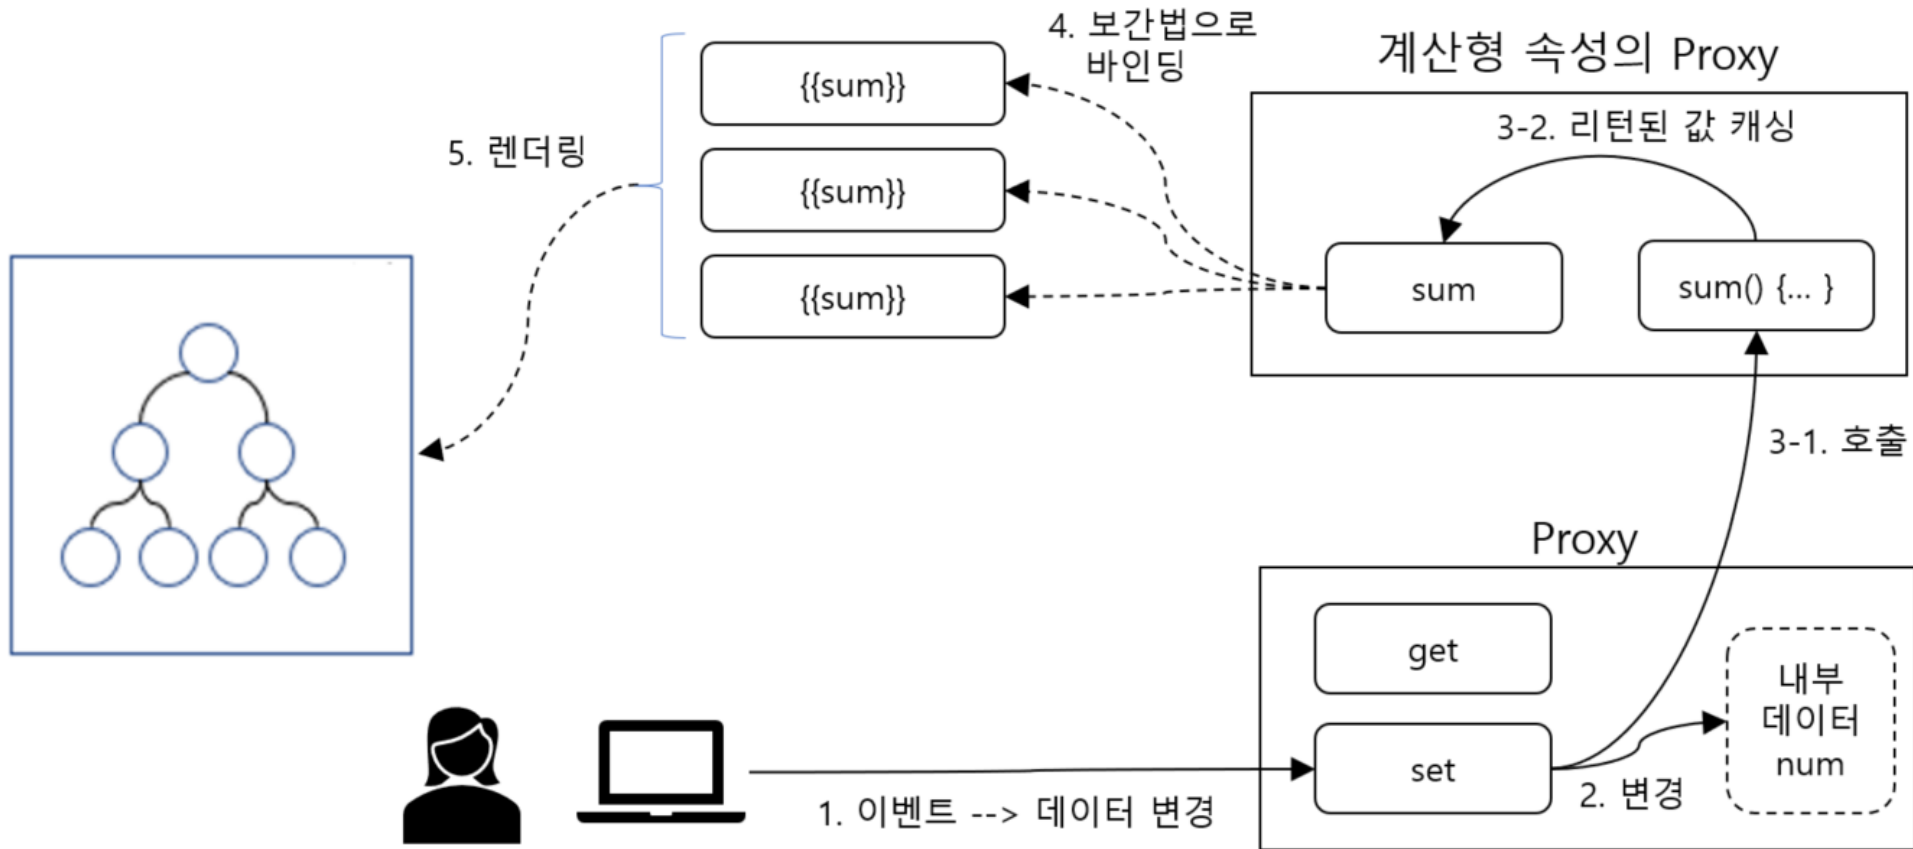 4. 보간법으로
바인딩
계산형 속성의 Proxy
{{sum}}
3-2. 리턴된 값 캐싱
5. 렌더링
{{sum}}
sum
sum() {... }
{{sum}}
3-1. 호출
Proxy
get
내부
데이터
num
set
2. 변경
1. 이벤트 --> 데이터 변경